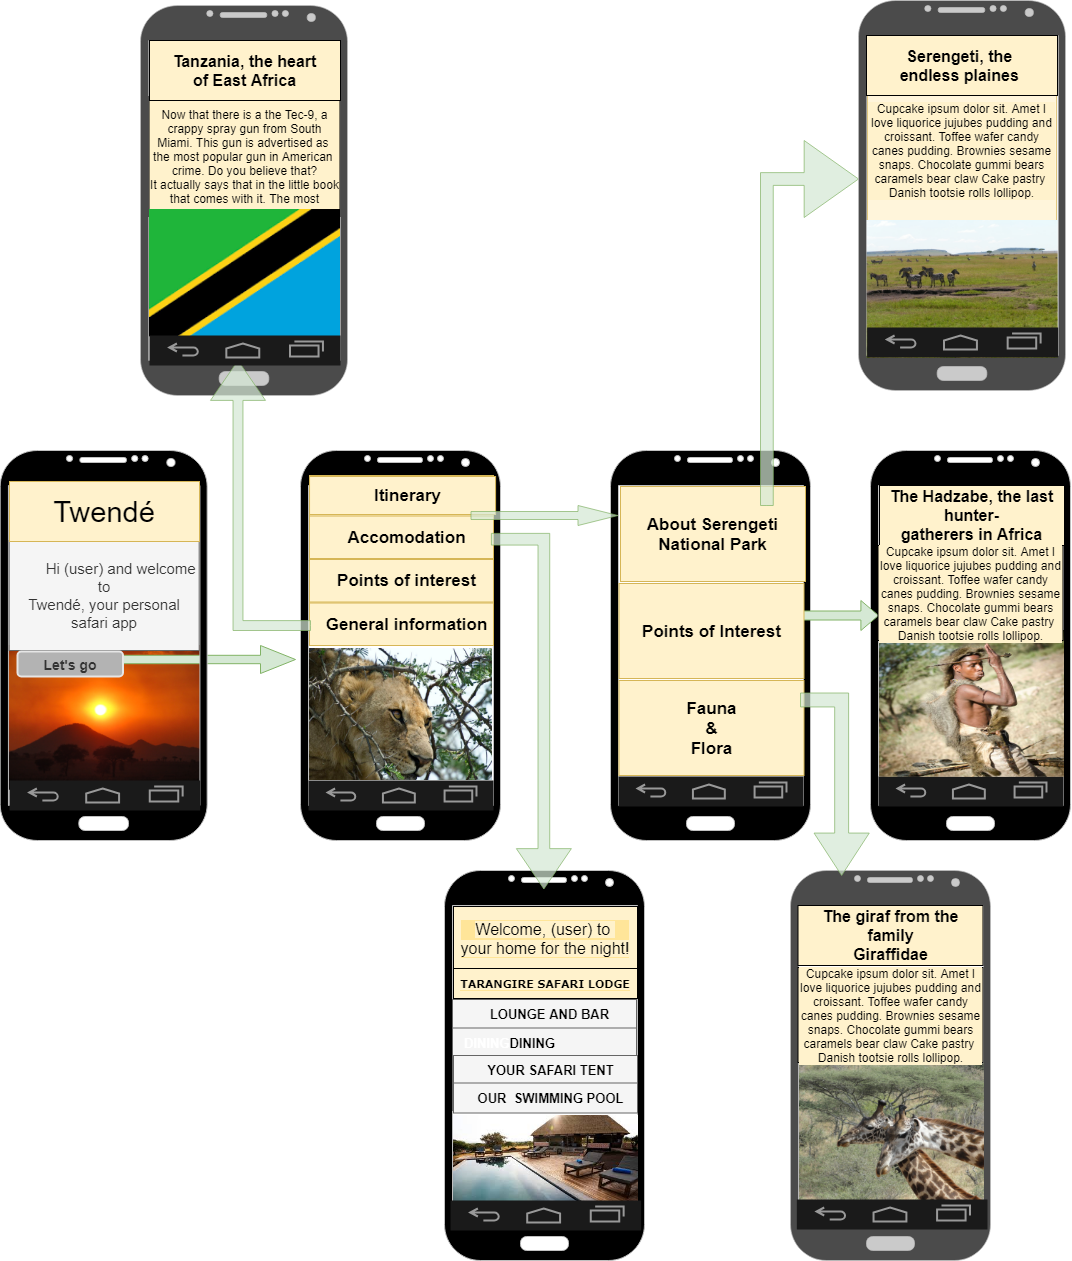 Tanzania, the heart
of East Africa
Now that there is a the Tec-9, a
crappy spray gun from South
Miami. This gun is advertised as
the most popular gun in American
crime. Do you believe that?
It actually says that in the little book
that comes with it. The most
Serengeti, the
endless plaines
Cupcake ipsum dolor sit. Amet I
love liquorice jujubes pudding and
croissant. Toffee wafer candy
canes pudding. Brownies sesame
snaps. Chocolate gummi bears
caramels bear claw Cake pastry
Danish tootsie rolls lollipop.
Twendé
Hi (user) and welcome
to
Twendé, your personal
safari app
Let's go
Itinerary
Accomodation
Points of interest
General information
About Serengeti
National Park
Points of Interest
Fauna
&
Flora
The Hadzabe, the last
hunter-
gatherers in Africa
Cupcake ipsum dolor sit. Amet I
love liquorice jujubes pudding and
croissant. Toffee wafer candy
canes pudding. Brownies sesame
snaps. Chocolate gummi bears
caramels bear claw Cake pastry
Danish tootsie rolls lollipop.
Welcome, (user) to
your home for the night!
TARANGIRE SAFARI LODGE
LOUNGE AND BAR
DINING DINING
YOUR SAFARI TENT
OUR SWIMMING POOL
The giraf from the
family
Giraffidae
Cupcake ipsum dolor sit. Amet I
love liquorice jujubes pudding and
croissant. Toffee wafer candy
canes pudding. Brownies sesame
snaps. Chocolate gummi bears
caramels bear claw Cake pastry
Danish tootsie rolls lollipop.